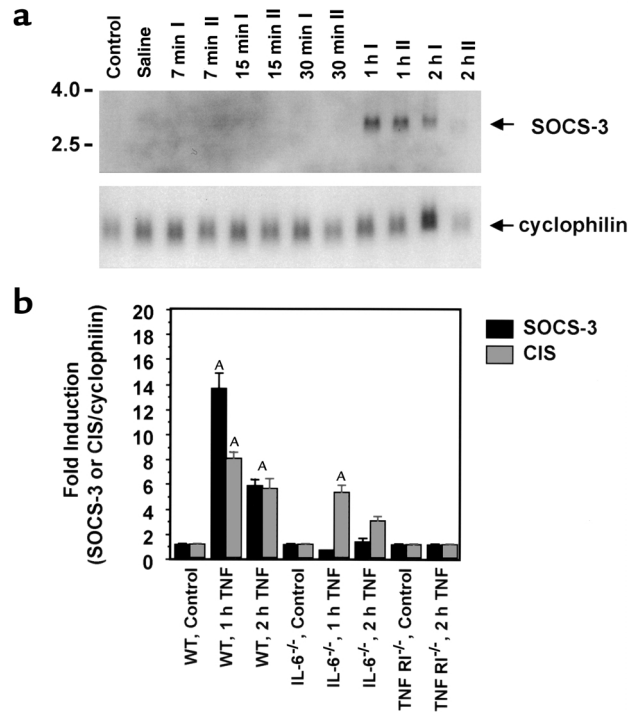 a
Control
Saline
7 min I
7 min II
15 min I
15 min II
30 min I
30 min II
1 h I
1 h II
2 h I
2 h II
4.0 -
2.5 -
SOCS-3
cyclophilin
b
Fold Induction
(SOCS-3 or CIS/cyclophilin)
20
18
16
14
12
10
8
6
4
2
0
A
A
A
A
SOCS-3
CIS
WT, Control
WT, 1 h TNF
WT, 2 h TNF
IL-6-/-, Control
IL-6-/-, 1 h TNF
IL-6-/-, 2 h TNF
TNF RI-/-, Control
TNF RI-/-, 2 h TNF